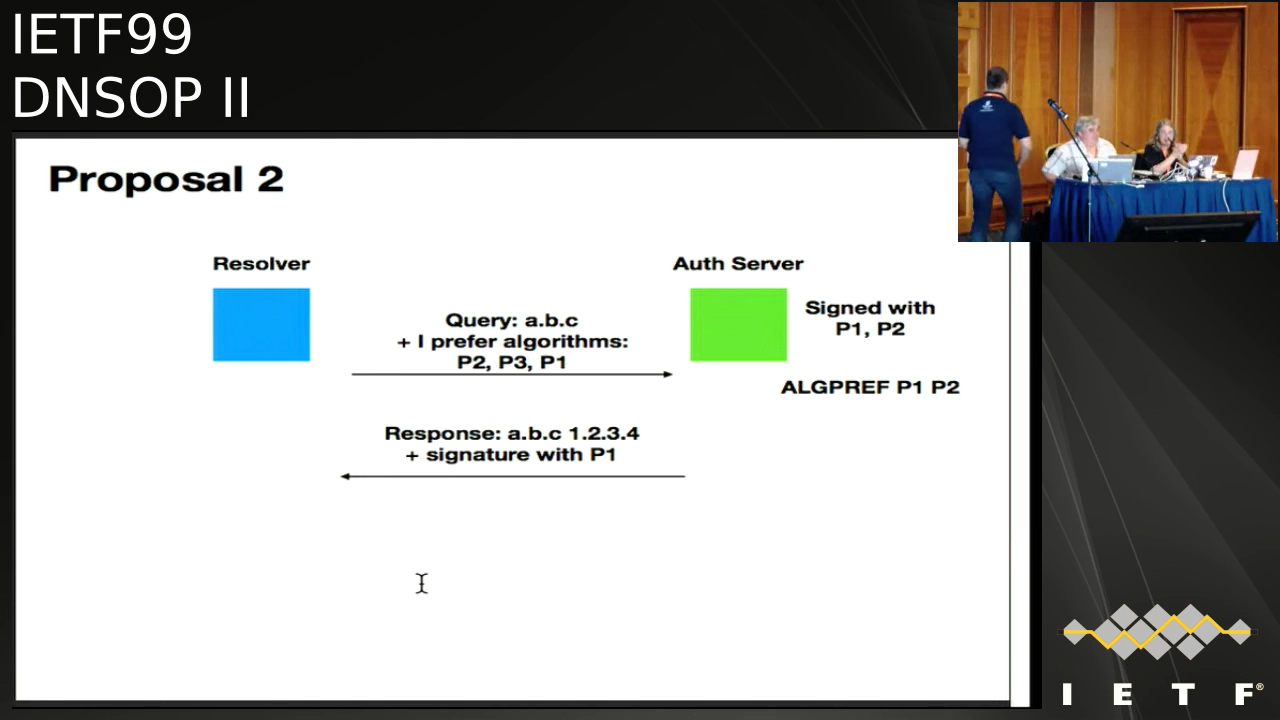 IETF99
DNSOP II
Proposal 2
Resolver
Auth Server
Query: a.b.c
+ I prefer algorithms:
P2, P3, P1
Signed with
P1, P2
ALGPREF P1 P2
Response: a.b.c 1.2.3.4
+ signature with P1
I E T F®